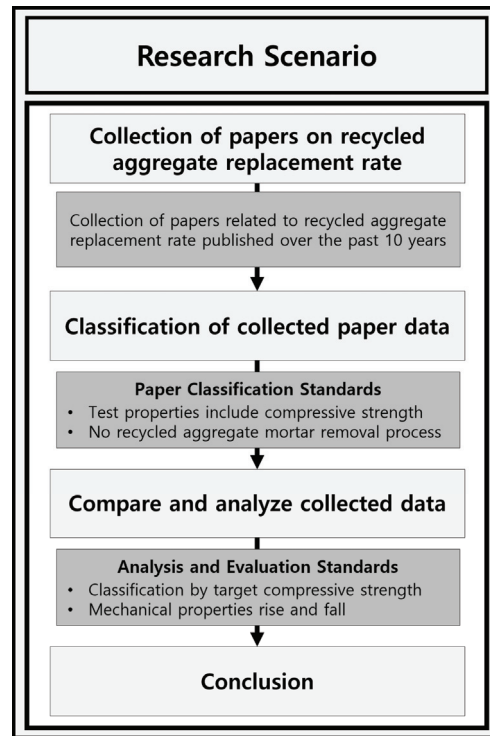 Research Scenario
Collection of papers on recycled
aggregate replacement rate
Collection of papers related to recycled aggregate
replacement rate published over the past 10 years
Classification of collected paper data
Paper Classification Standards
• Test properties include compressive strength
• No recycled aggregate mortar removal process
Compare and analyze collected data
Analysis and Evaluation Standards
• Classification by target compressive strength
• Mechanical properties rise and fall
Conclusion